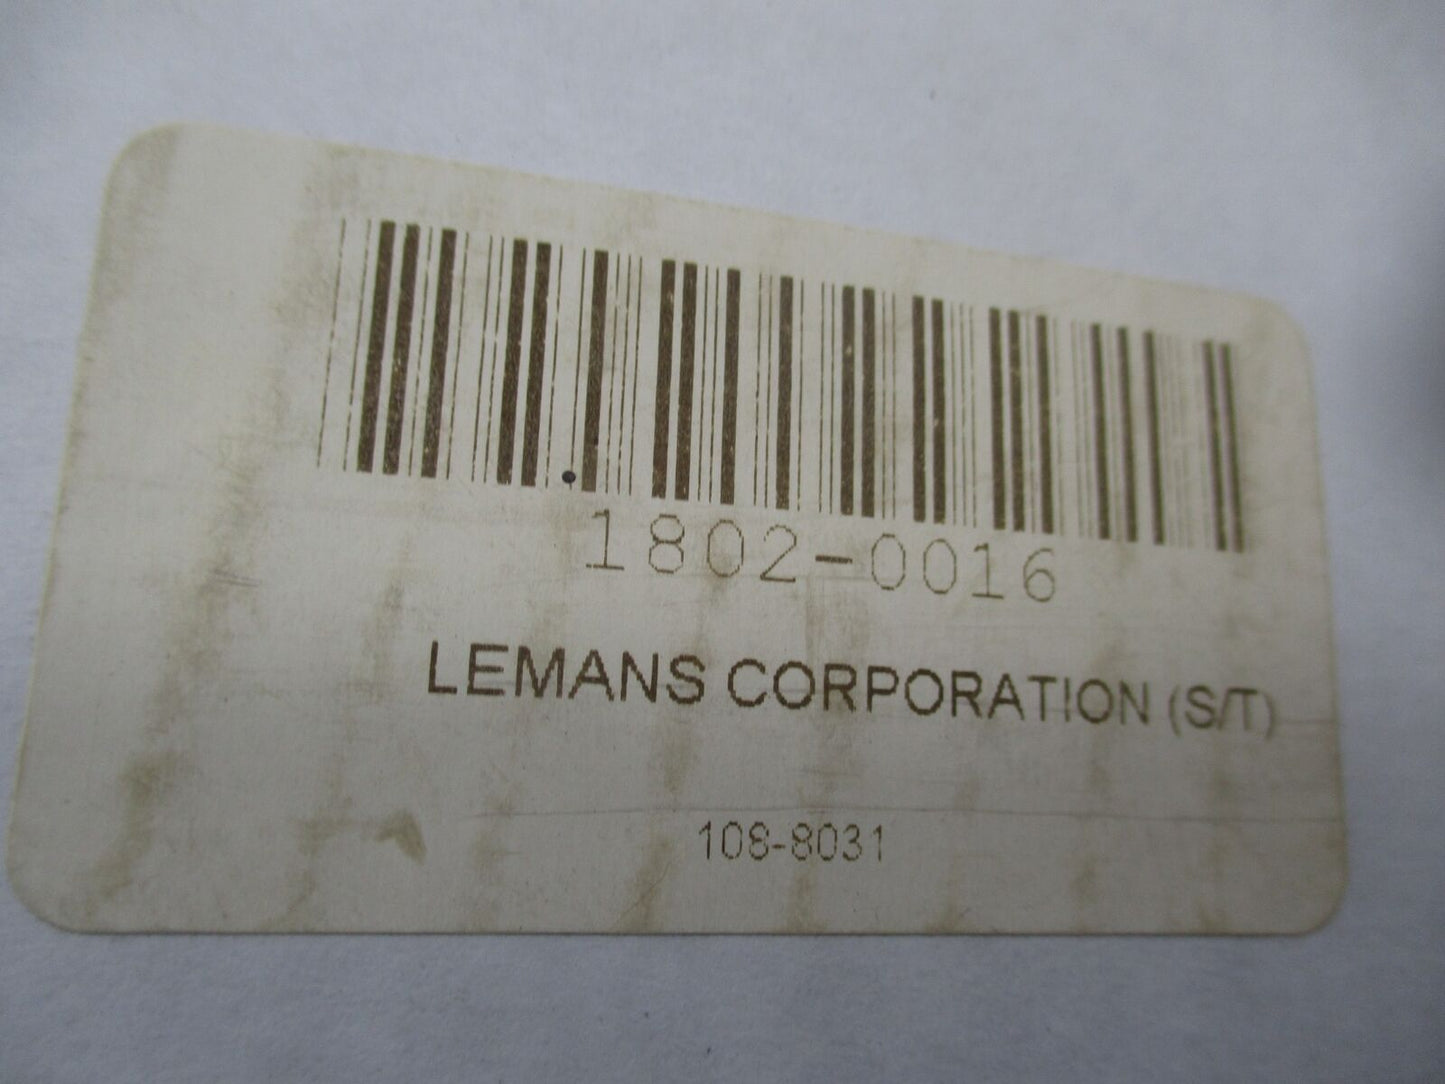 1802-0016
LEMANS CORPORATION (S/T)
108-8031